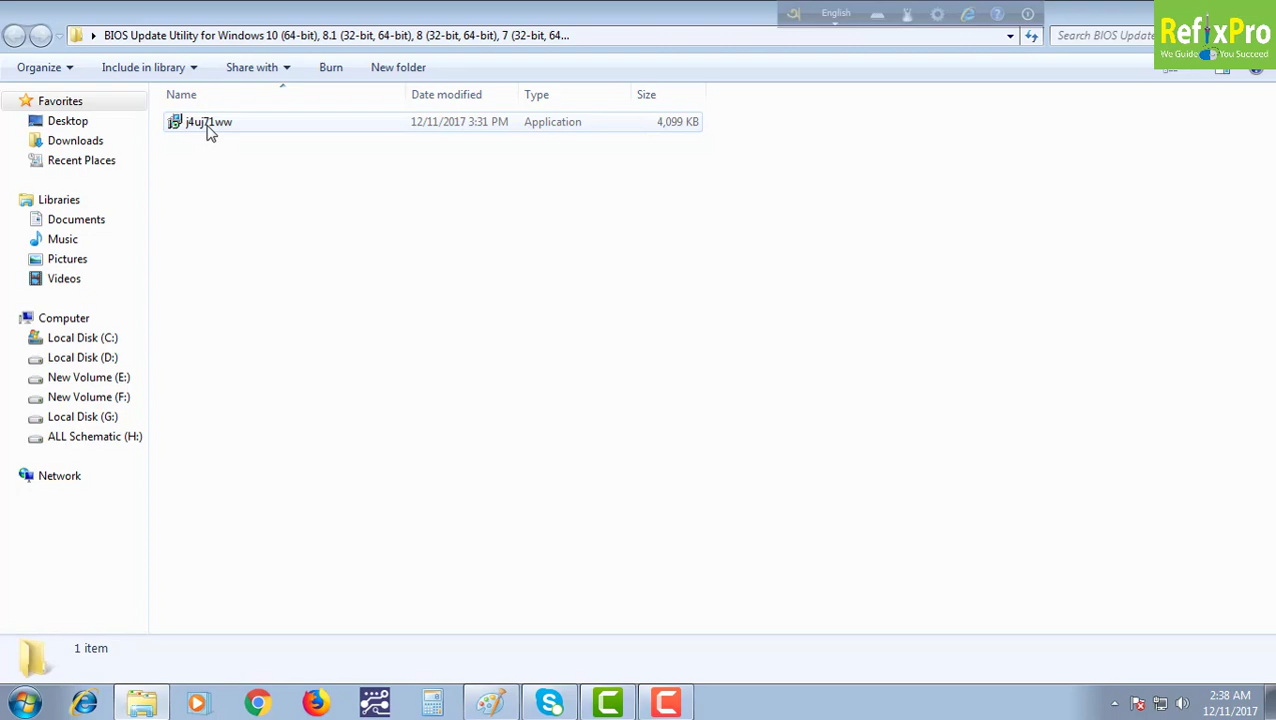 English
BIOS Update Utility for Windows 10 (64-bit), 8.1 (32-bit, 64-bit), 8 (32-bit, 64-bit), 7 (32-bit, 64...
Search BIOS Update
RefixPro
We Guide You Succeed
Organize
Include in library
Share with
Burn
New folder
Name
Date modified
Type
Size
j4uj71ww
12/11/2017 3:31 PM
Application
4,099 KB
Favorites
Desktop
Downloads
Recent Places
Libraries
Documents
Music
Pictures
Videos
Computer
Local Disk (C:)
Local Disk (D:)
New Volume (E:)
New Volume (F:)
Local Disk (G:)
ALL Schematic (H:)
Network
1 item
2:38 AM
12/11/2017